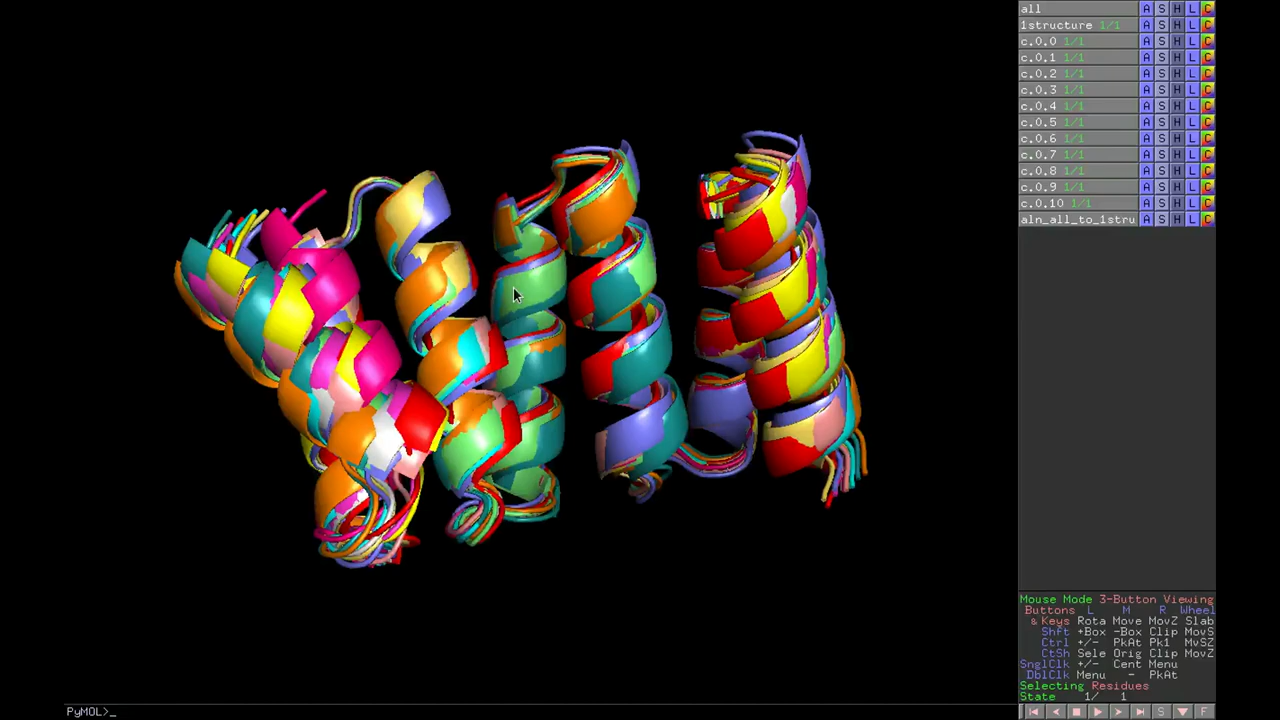 all A S H L C
1structure 1/1 A S H L C
c.0.0 1/1 A S H L C
c.0.1 1/1 A S H L C
c.0.2 1/1 A S H L C
c.0.3 1/1 A S H L C
c.0.4 1/1 A S H L C
c.0.5 1/1 A S H L C
c.0.6 1/1 A S H L C
c.0.7 1/1 A S H L C
c.0.8 1/1 A S H L C
c.0.9 1/1 A S H L C
c.0.10 1/1 A S H L C
aln_all_to_1stru A S H L C
Mouse Mode 3-Button Viewing
Buttons L M R Wheel
& Keys Rota Move MovZ Slab
Shft +Box -Box Clip MovS
Ctrl +/- PkAt Pk1 MvSZ
CtSh Sele Orig Clip MovZ
SnglClk +/- Cent Menu
DblClk Menu - PkAt
Selecting Residues
State 1/ 1
S F
PyMOL>_